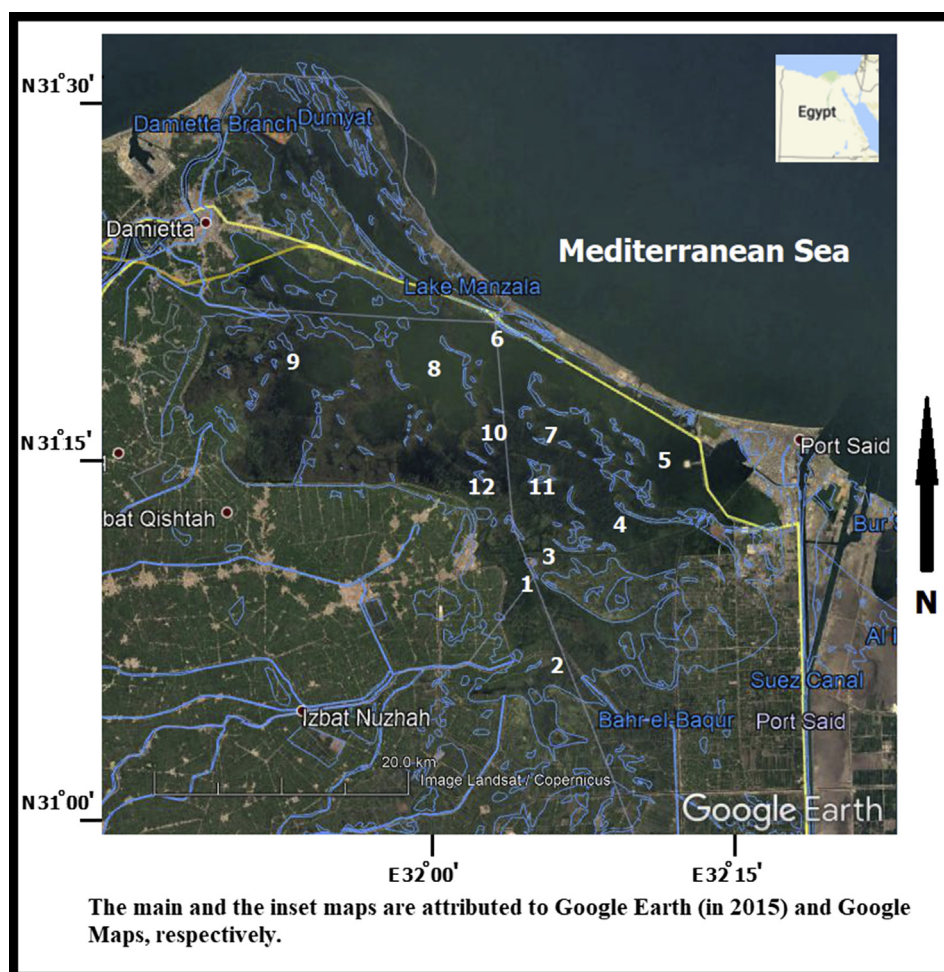 N31°30'
Damietta Branch
Dumyat
Egypt
Damietta
Mediterranean Sea
Lake Manzala
6
9
8
N31°15'
10
7
5
Port Said
12
11
bat Qishtah
4
Bur S
3
1
Al I
2
Suez Canal
Izbat Nuzhah
Bahr el-Baqur
Port Said
N
20.0 km
Image Landsat / Copernicus
N31°00'
Google Earth
E32°00'
E32°15'
The main and the inset maps are attributed to Google Earth (in 2015) and Google
Maps, respectively.